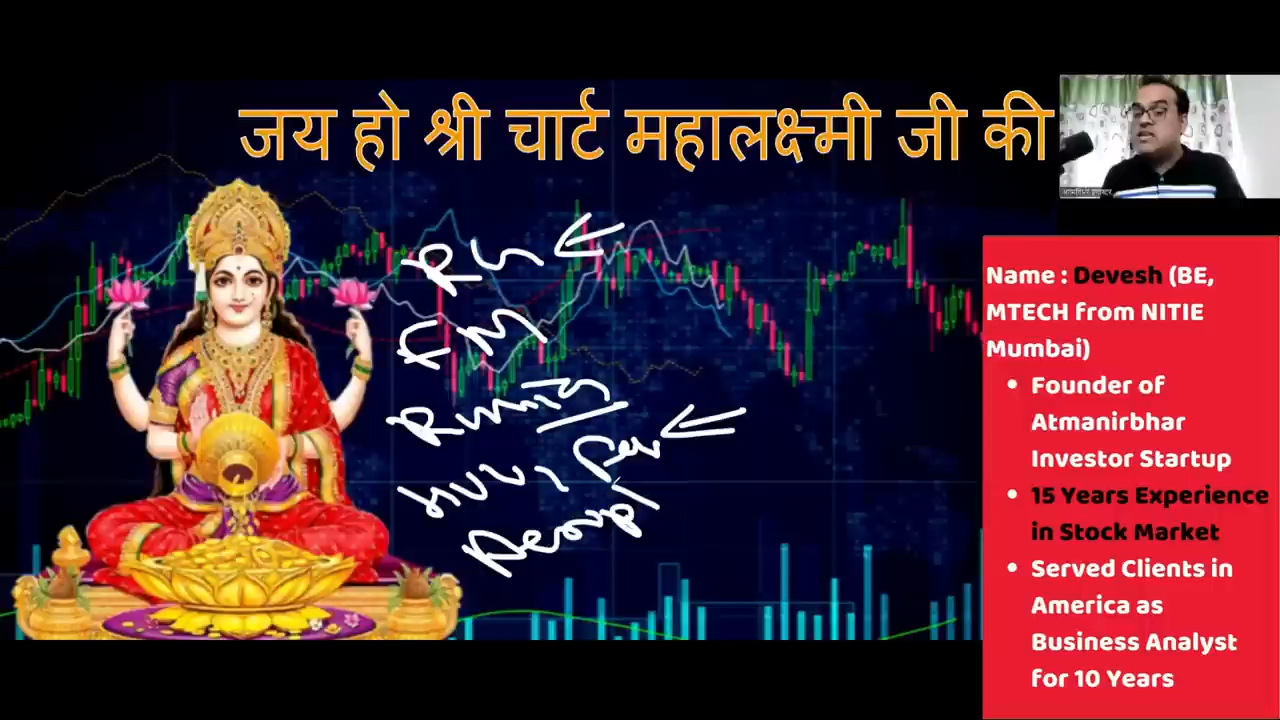 जय हो श्री चार्ट महालक्ष्मी जी की
Name : Devesh (BE,
MTECH from NITIE
Mumbai)
• Founder of
Atmanirbhar
Investor Startup
• 15 Years Experience
in Stock Market
• Served Clients in
America as
Business Analyst
for 10 Years